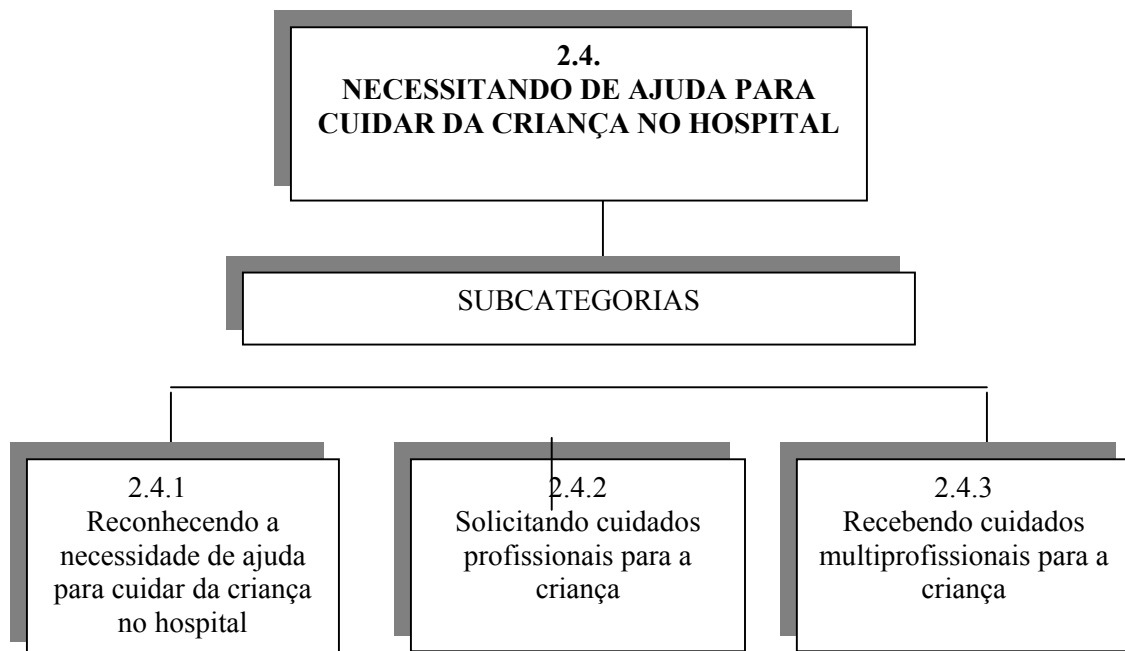 2.4.
NECESSITANDO DE AJUDA PARA
CUIDAR DA CRIANÇA NO HOSPITAL
SUBCATEGORIAS
2.4.1
Reconhecendo a
necessidade de ajuda
para cuidar da criança
no hospital
2.4.2
Solicitando cuidados
profissionais para a
criança
2.4.3
Recebendo cuidados
multiprofissionais para a
criança